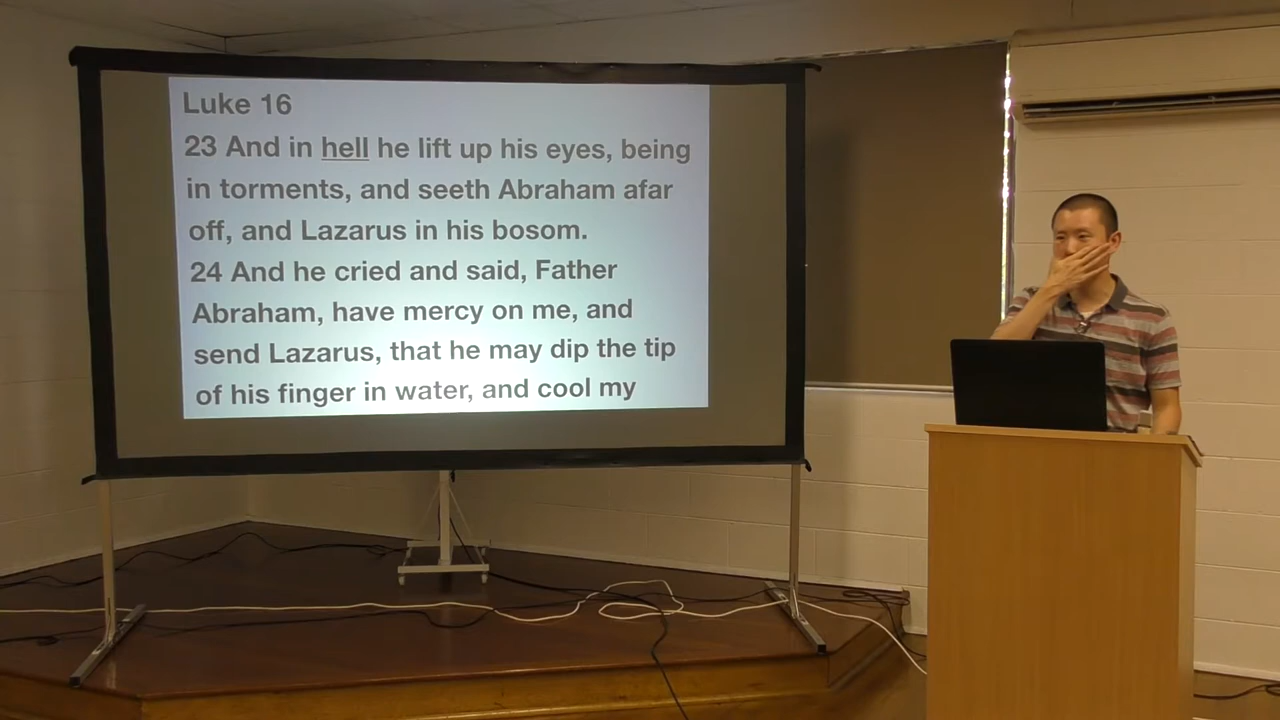 Luke 16
23 And in hell he lift up his eyes, being
in torments, and seeth Abraham afar
off, and Lazarus in his bosom.
24 And he cried and said, Father
Abraham, have mercy on me, and
send Lazarus, that he may dip the tip
of his finger in water, and cool my